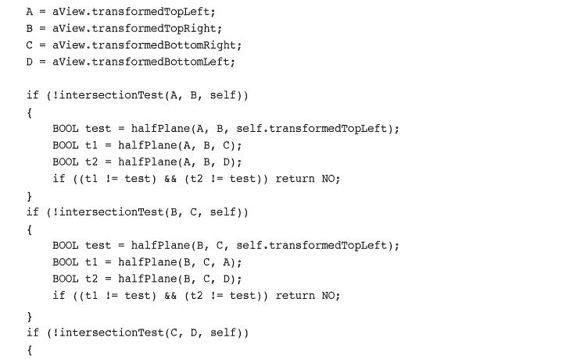 A = aView.transformedTopLeft;
B = aView.transformedTopRight;
C = aView.transformedBottomRight;
D = aView.transformedBottomLeft;

if (!intersectionTest(A, B, self))
{
    BOOL test = halfPlane(A, B, self.transformedTopLeft);
    BOOL t1 = halfPlane(A, B, C);
    BOOL t2 = halfPlane(A, B, D);
    if ((t1 != test) && (t2 != test)) return NO;
}
if (!intersectionTest(B, C, self))
{
    BOOL test = halfPlane(B, C, self.transformedTopLeft);
    BOOL t1 = halfPlane(B, C, A);
    BOOL t2 = halfPlane(B, C, D);
    if ((t1 != test) && (t2 != test)) return NO;
}
if (!intersectionTest(C, D, self))
{